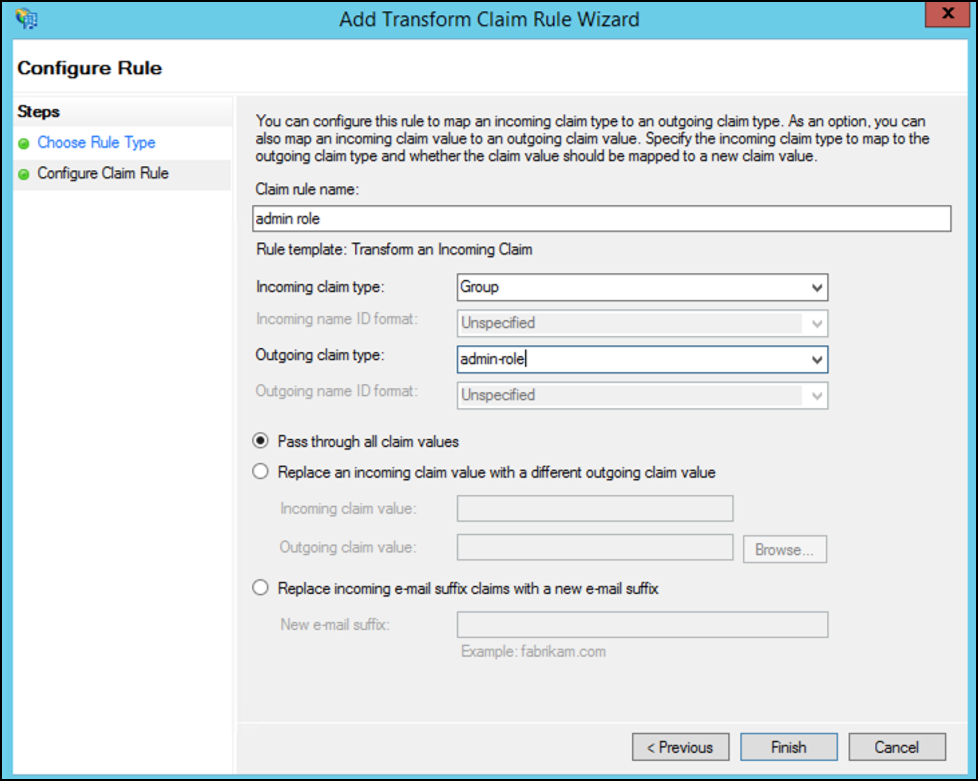 Add Transform Claim Rule Wizard
x
Configure Rule
Steps
Choose Rule Type
Configure Claim Rule
You can configure this rule to map an incoming claim type to an outgoing claim type. As an option, you can
also map an incoming claim value to an outgoing claim value. Specify the incoming claim type to map to the
outgoing claim type and whether the claim value should be mapped to a new claim value.
Claim rule name:
admin role
Rule template: Transform an Incoming Claim
Incoming claim type: Group
Incoming name ID format: Unspecified
Outgoing claim type: admin-role
Outgoing name ID format: Unspecified
Pass through all claim values
Replace an incoming claim value with a different outgoing claim value
Incoming claim value:
Outgoing claim value: Browse...
Replace incoming e-mail suffix claims with a new e-mail suffix
New e-mail suffix:
Example: fabrikam.com
< Previous Finish Cancel